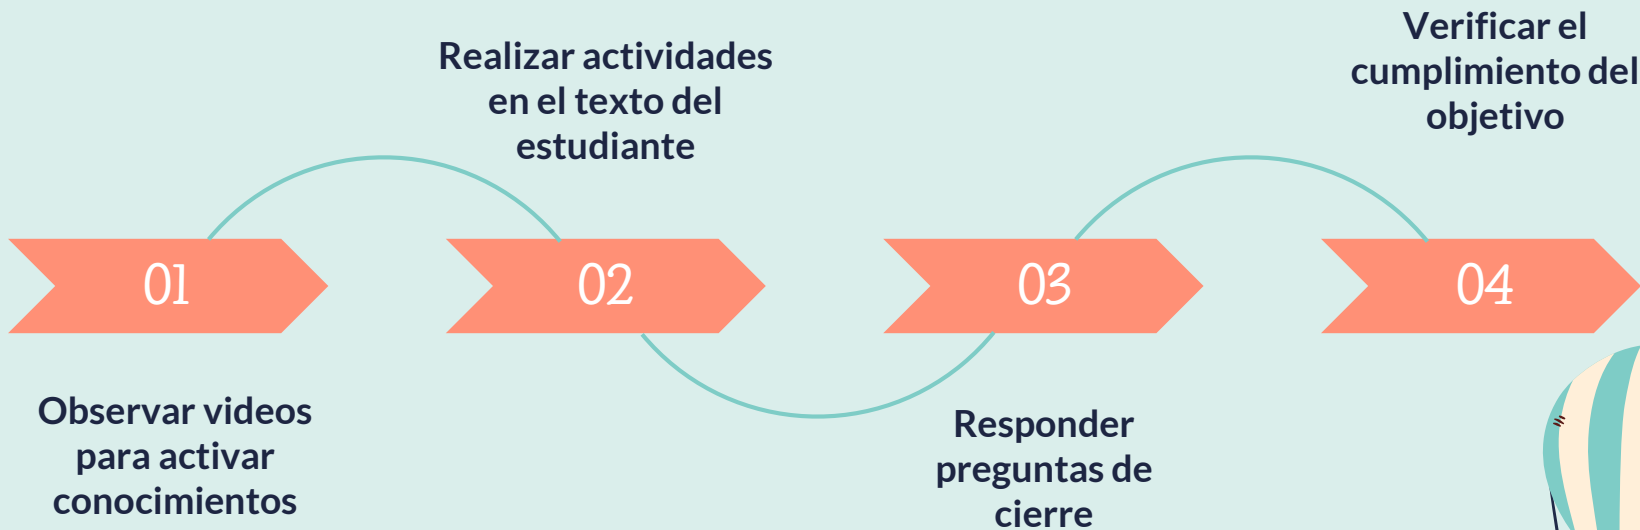 01
Observar videos
para activar
conocimientos
02
Realizar actividades
en el texto del
estudiante
03
Responder
preguntas de
cierre
04
Verificar el
cumplimiento del
objetivo